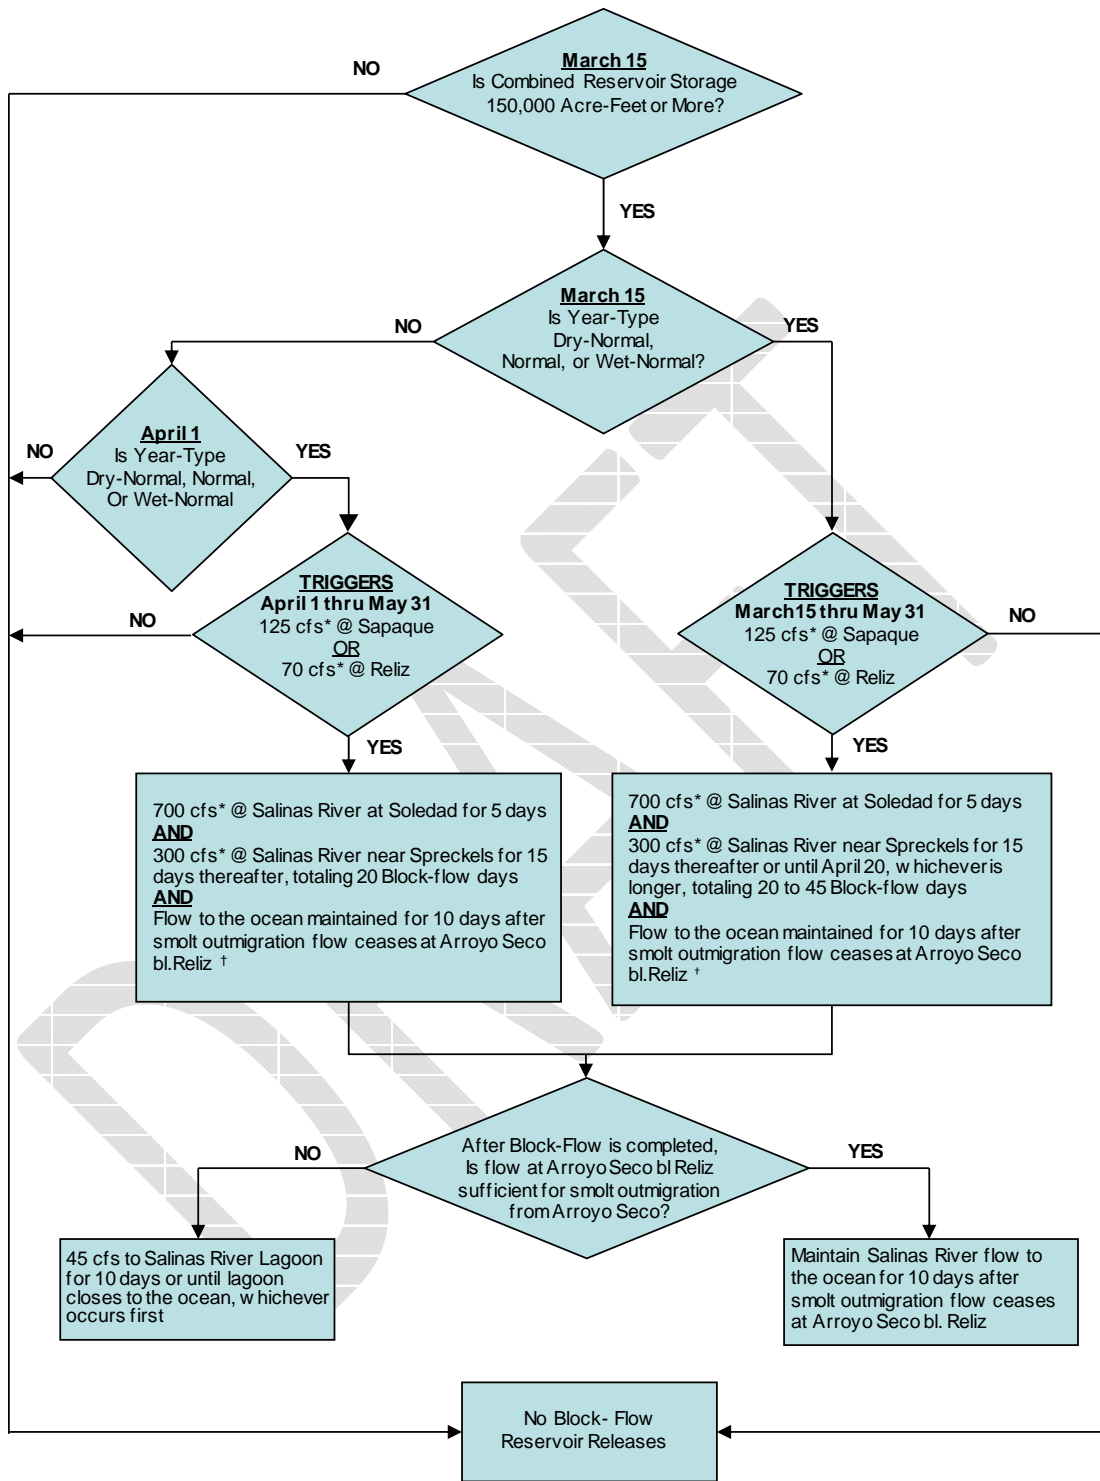 March 15
Is Combined Reservoir Storage
150,000 Acre-Feet or More?
NO
YES
March 15
Is Year-Type
Dry-Normal,
Normal, or Wet-Normal?
NO
YES
April 1
Is Year-Type
Dry-Normal, Normal,
Or Wet-Normal
NO
YES
TRIGGERS
April 1 thru May 31
125 cfs* @ Sapaque
OR
70 cfs* @ Reliz
NO
YES
TRIGGERS
March 15 thru May 31
125 cfs* @ Sapaque
OR
70 cfs* @ Reliz
NO
YES
700 cfs* @ Salinas River at Soledad for 5 days
AND
300 cfs* @ Salinas River near Spreckels for 15
days thereafter, totaling 20 Block-flow days
AND
Flow to the ocean maintained for 10 days after
smolt outmigration flow ceases at Arroyo Seco
bl.Reliz †
700 cfs* @ Salinas River at Soledad for 5 days
AND
300 cfs* @ Salinas River near Spreckels for 15
days thereafter or until April 20, whichever is
longer, totaling 20 to 45 Block-flow days
AND
Flow to the ocean maintained for 10 days after
smolt outmigration flow ceases at Arroyo Seco
bl.Reliz †
After Block-Flow is completed,
Is flow at Arroyo Seco bl Reliz
sufficient for smolt outmigration
from Arroyo Seco?
NO
YES
45 cfs to Salinas River Lagoon
for 10 days or until lagoon
closes to the ocean, whichever
occurs first
Maintain Salinas River flow to
the ocean for 10 days after
smolt outmigration flow ceases
at Arroyo Seco bl. Reliz
No Block- Flow
Reservoir Releases
DRAFT